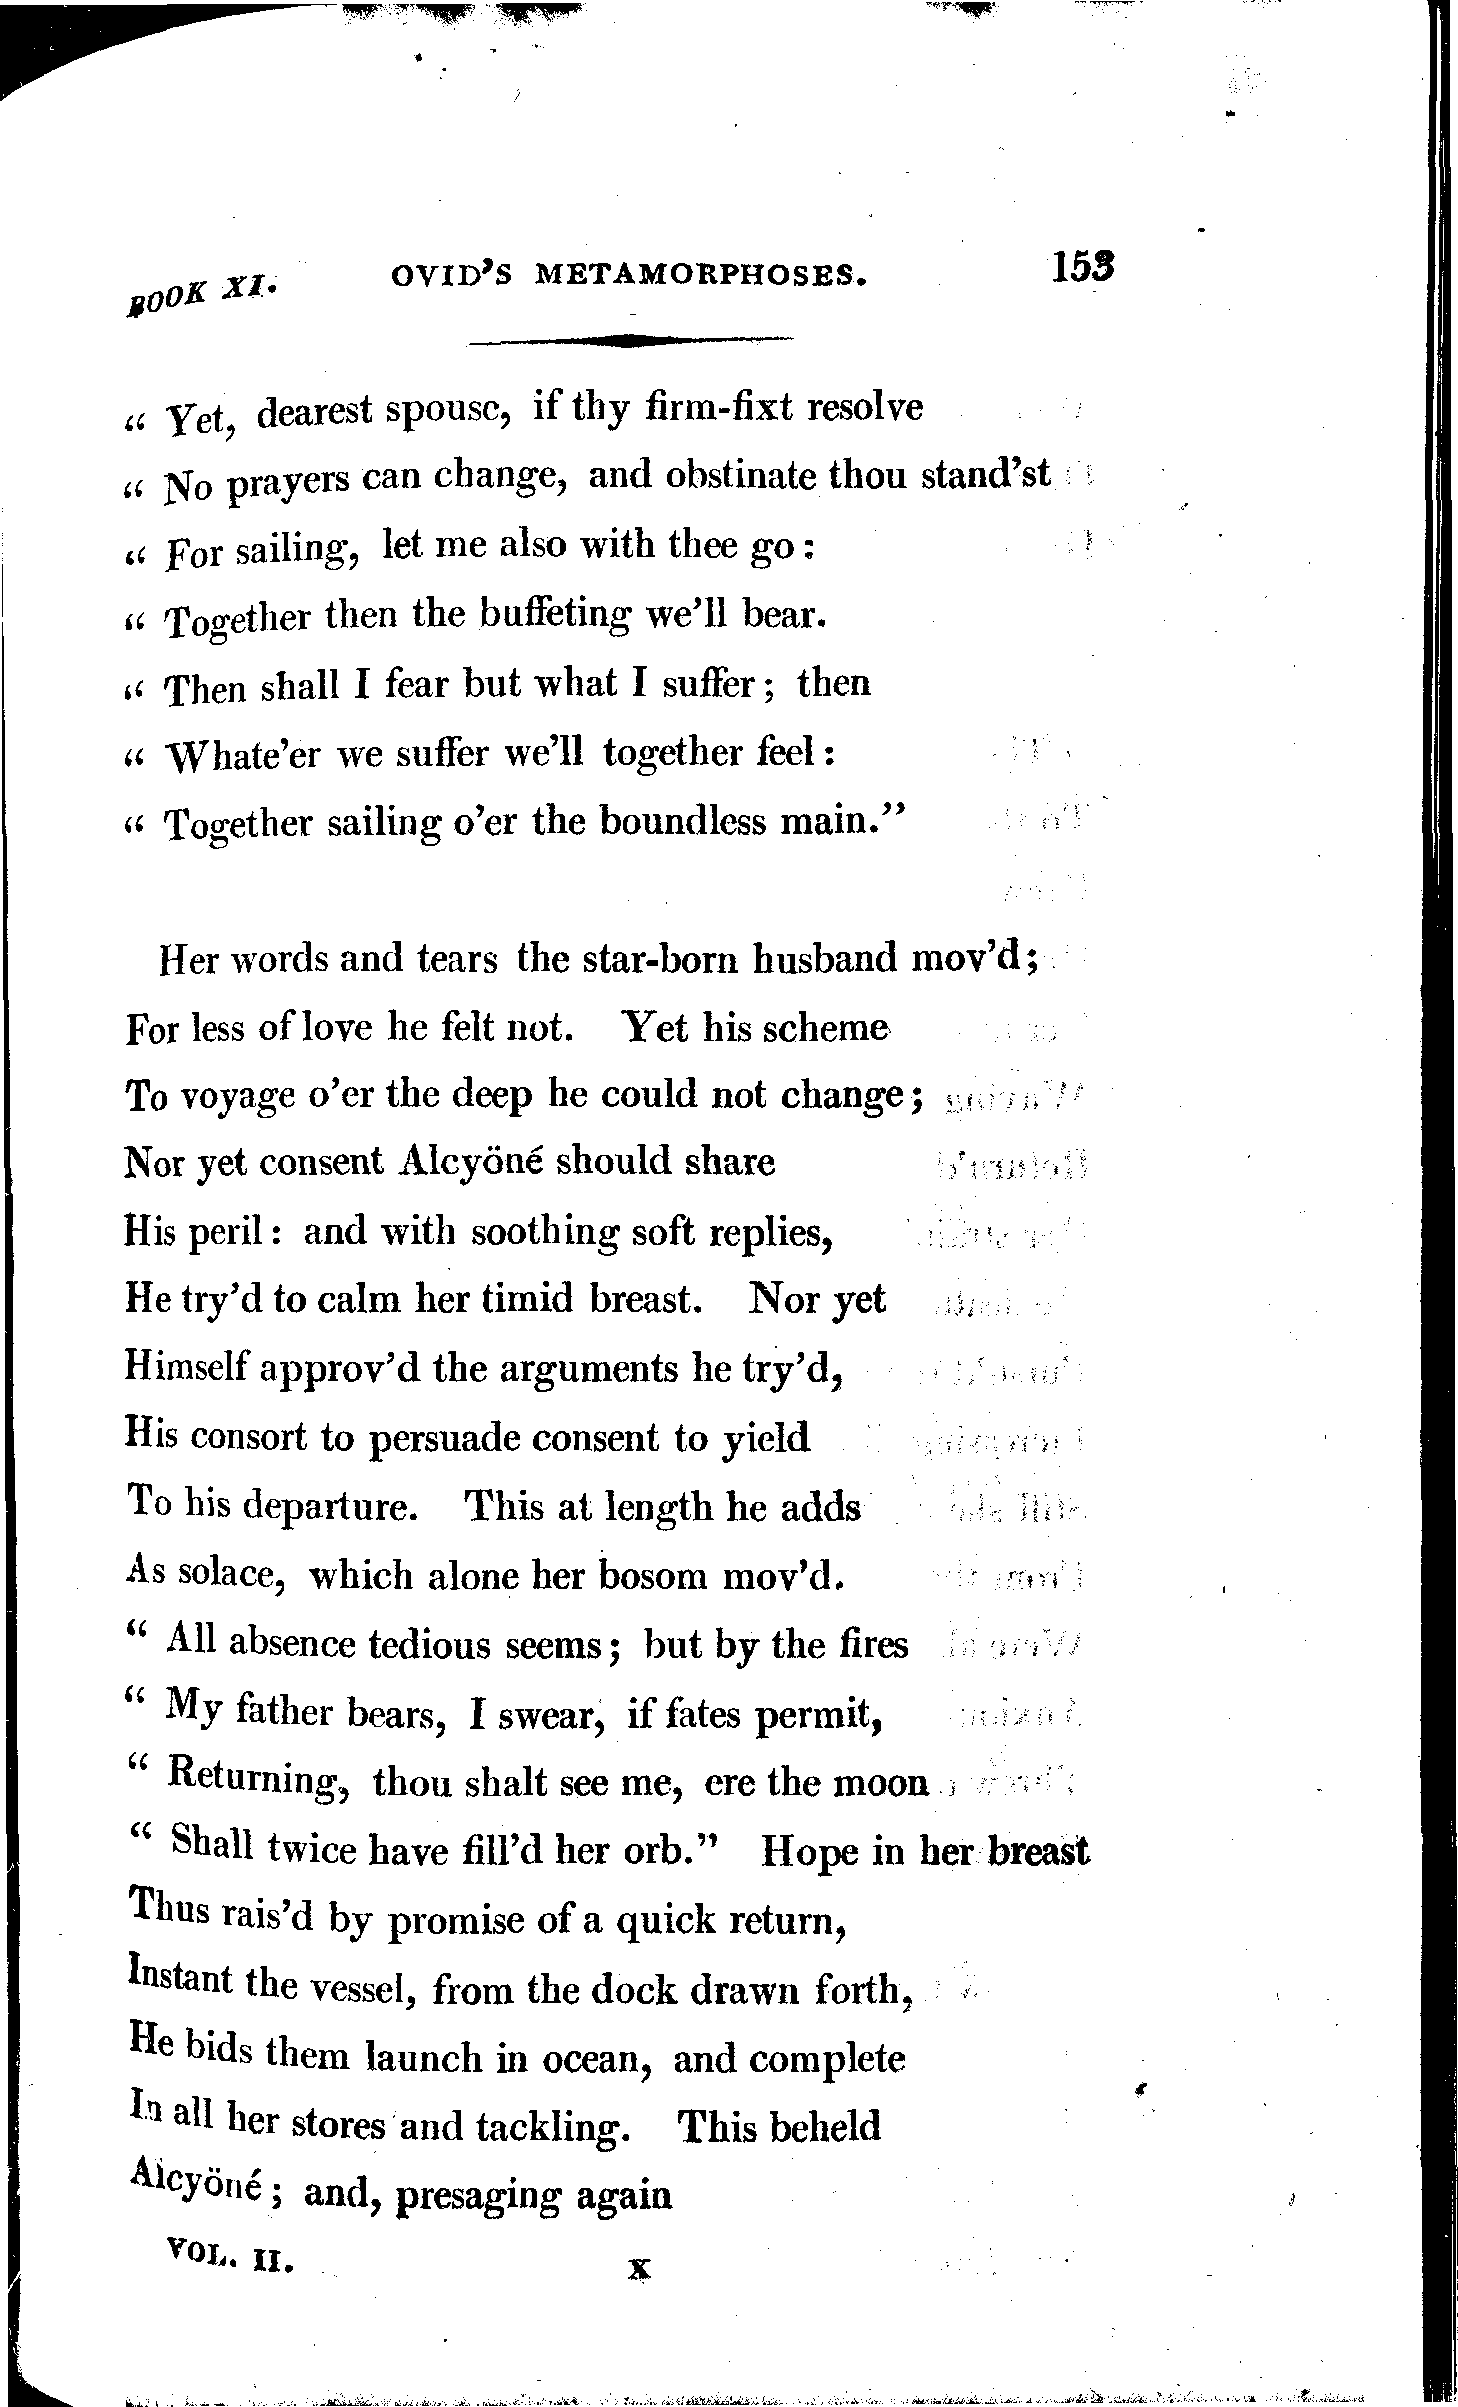 BOOK XI. OVID'S METAMORPHOSES. 153
“ Yet, dearest spouse, if thy firm-fixt resolve
“ No prayers can change, and obstinate thou stand'st
“ For sailing, let me also with thee go:
“ Together then the buffeting we'll bear.
“ Then shall I fear but what I suffer; then
“ Whate'er we suffer we'll together feel:
“ Together sailing o'er the boundless main.”
Her words and tears the star-born husband mov'd;
For less of love he felt not. Yet his scheme
To voyage o'er the deep he could not change;
Nor yet consent Alcyöné should share
His peril: and with soothing soft replies,
He try'd to calm her timid breast. Nor yet
Himself approv'd the arguments he try'd,
His consort to persuade consent to yield
To his departure. This at length he adds
As solace, which alone her bosom mov'd.
“ All absence tedious seems; but by the fires
“ My father bears, I swear, if fates permit,
“ Returning, thou shalt see me, ere the moon
“ Shall twice have fill'd her orb.” Hope in her breast
Thus rais'd by promise of a quick return,
Instant the vessel, from the dock drawn forth,
He bids them launch in ocean, and complete
In all her stores and tackling. This beheld
Alcyöné; and, presaging again
VOL. II. X